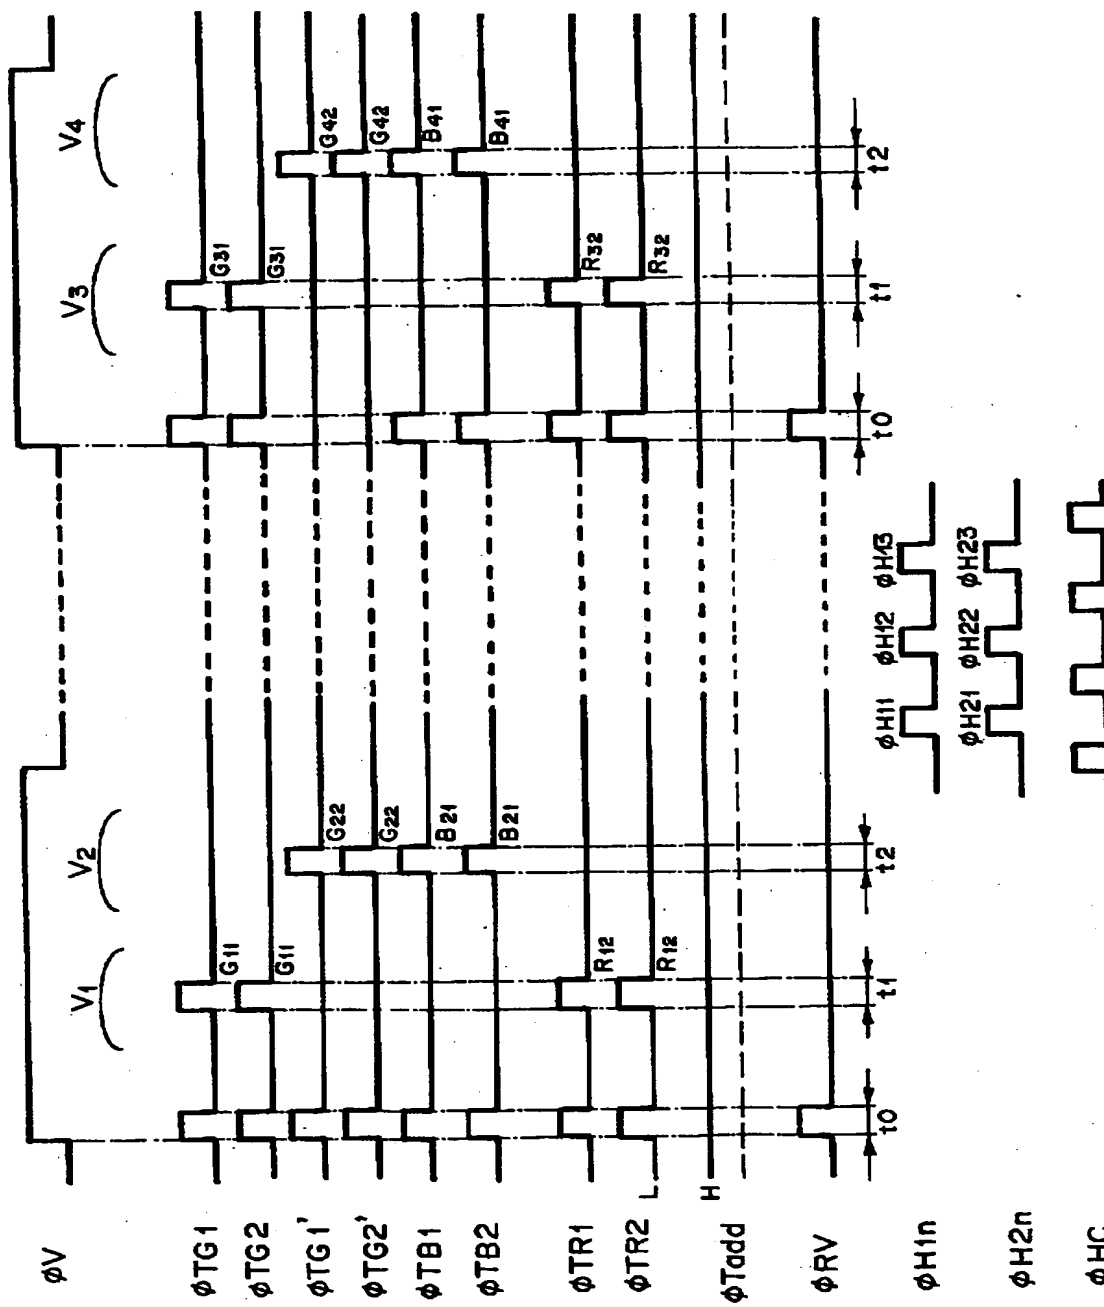 φV V1 V2 V3 V4
φTG1 G11 G31
φTG2 G11 G31
φTG1' G22 G42
φTG2' G22 G42
φTB1 B21 B41
φTB2 B21 B41
φTR1 R12 R32
φTR2 L R12 R32
H
φTadd
φRV
t0 t1 t2 t0 t1 t2
φH1n φH11 φH12 φH13
φH2n φH21 φH22 φH23
φHC